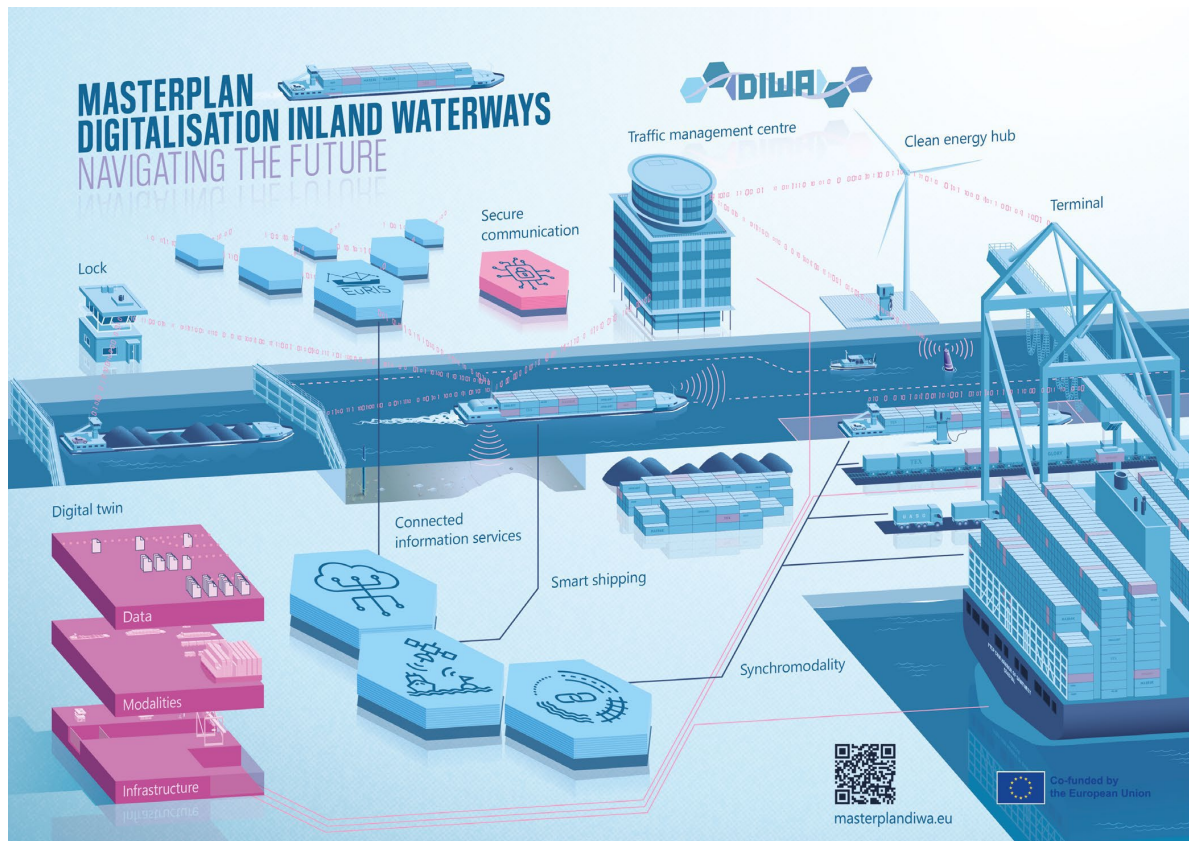 MASTERPLAN
DIGITALISATION INLAND WATERWAYS
NAVIGATING THE FUTURE
DIWA
Traffic management centre
Clean energy hub
Terminal
Secure
communication
Lock
EURIS
Digital twin
Connected
information services
Smart shipping
Synchromodality
Data
Modalities
Infrastructure
masterplandiwa.eu
Co-funded by
the European Union